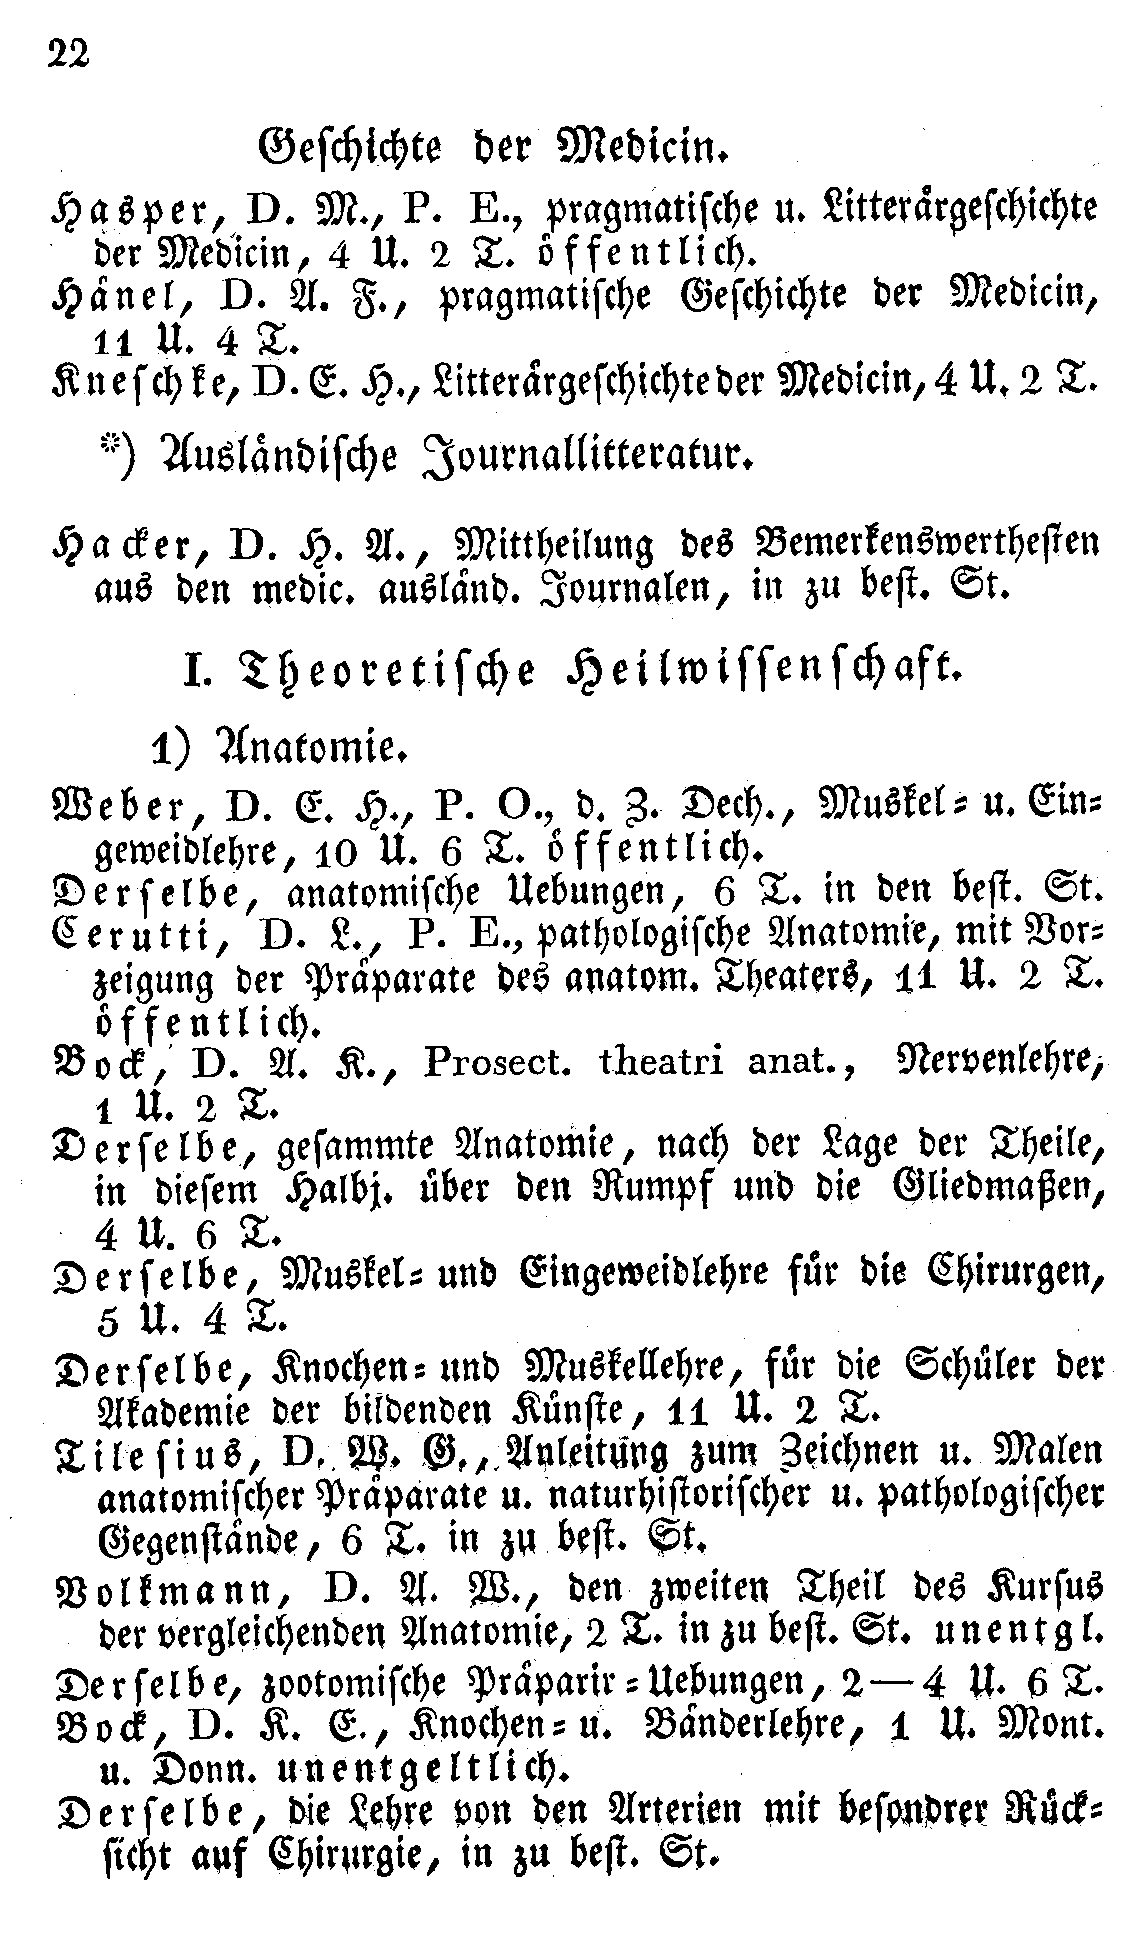 22
Geschichte der Medicin.
Hasper, D. M., P. E., pragmatische u. Litterärgeschichte
der Medicin, 4 U. 2 T. öffentlich.
Hänel, D. A. F., pragmatische Geschichte der Medicin,
11 U. 4 T.
Kneschke, D. E. H., Litterärgeschichte der Medicin, 4 U. 2 T.
*) Ausländische Journallitteratur.
Hacker, D. H. A., Mittheilung des Bemerkenswerthesten
aus den medic. ausländ. Journalen, in zu best. St.
I. Theoretische Heilwissenschaft.
1) Anatomie.
Weber, D. E. H., P. O., d. Z. Dech., Muskel- u. Ein-
geweidlehre, 10 U. 6 T. öffentlich.
Derselbe, anatomische Uebungen, 6 T. in den best. St.
Cerutti, D. L., P. E., pathologische Anatomie, mit Vor-
zeigung der Präparate des anatom. Theaters, 11 U. 2 T.
öffentlich.
Bock, D. A. K., Prosect. theatri anat., Nervenlehre,
1 U. 2 T.
Derselbe, gesammte Anatomie, nach der Lage der Theile,
in diesem Halbj. über den Rumpf und die Gliedmaßen,
4 U. 6 T.
Derselbe, Muskel- und Eingeweidlehre für die Chirurgen,
5 U. 4 T.
Derselbe, Knochen- und Muskellehre, für die Schüler der
Akademie der bildenden Künste, 11 U. 2 T.
Tilesius, D. W. G., Anleitung zum Zeichnen u. Malen
anatomischer Präparate u. naturhistorischer u. pathologischer
Gegenstände, 6 T. in zu best. St.
Volkmann, D. A. W., den zweiten Theil des Kursus
der vergleichenden Anatomie, 2 T. in zu best. St. unentgl.
Derselbe, zootomische Präparir-Uebungen, 2—4 U. 6 T.
Bock, D. K. E., Knochen- u. Bänderlehre, 1 U. Mont.
u. Donn. unentgeltlich.
Derselbe, die Lehre von den Arterien mit besondrer Rück-
sicht auf Chirurgie, in zu best. St.